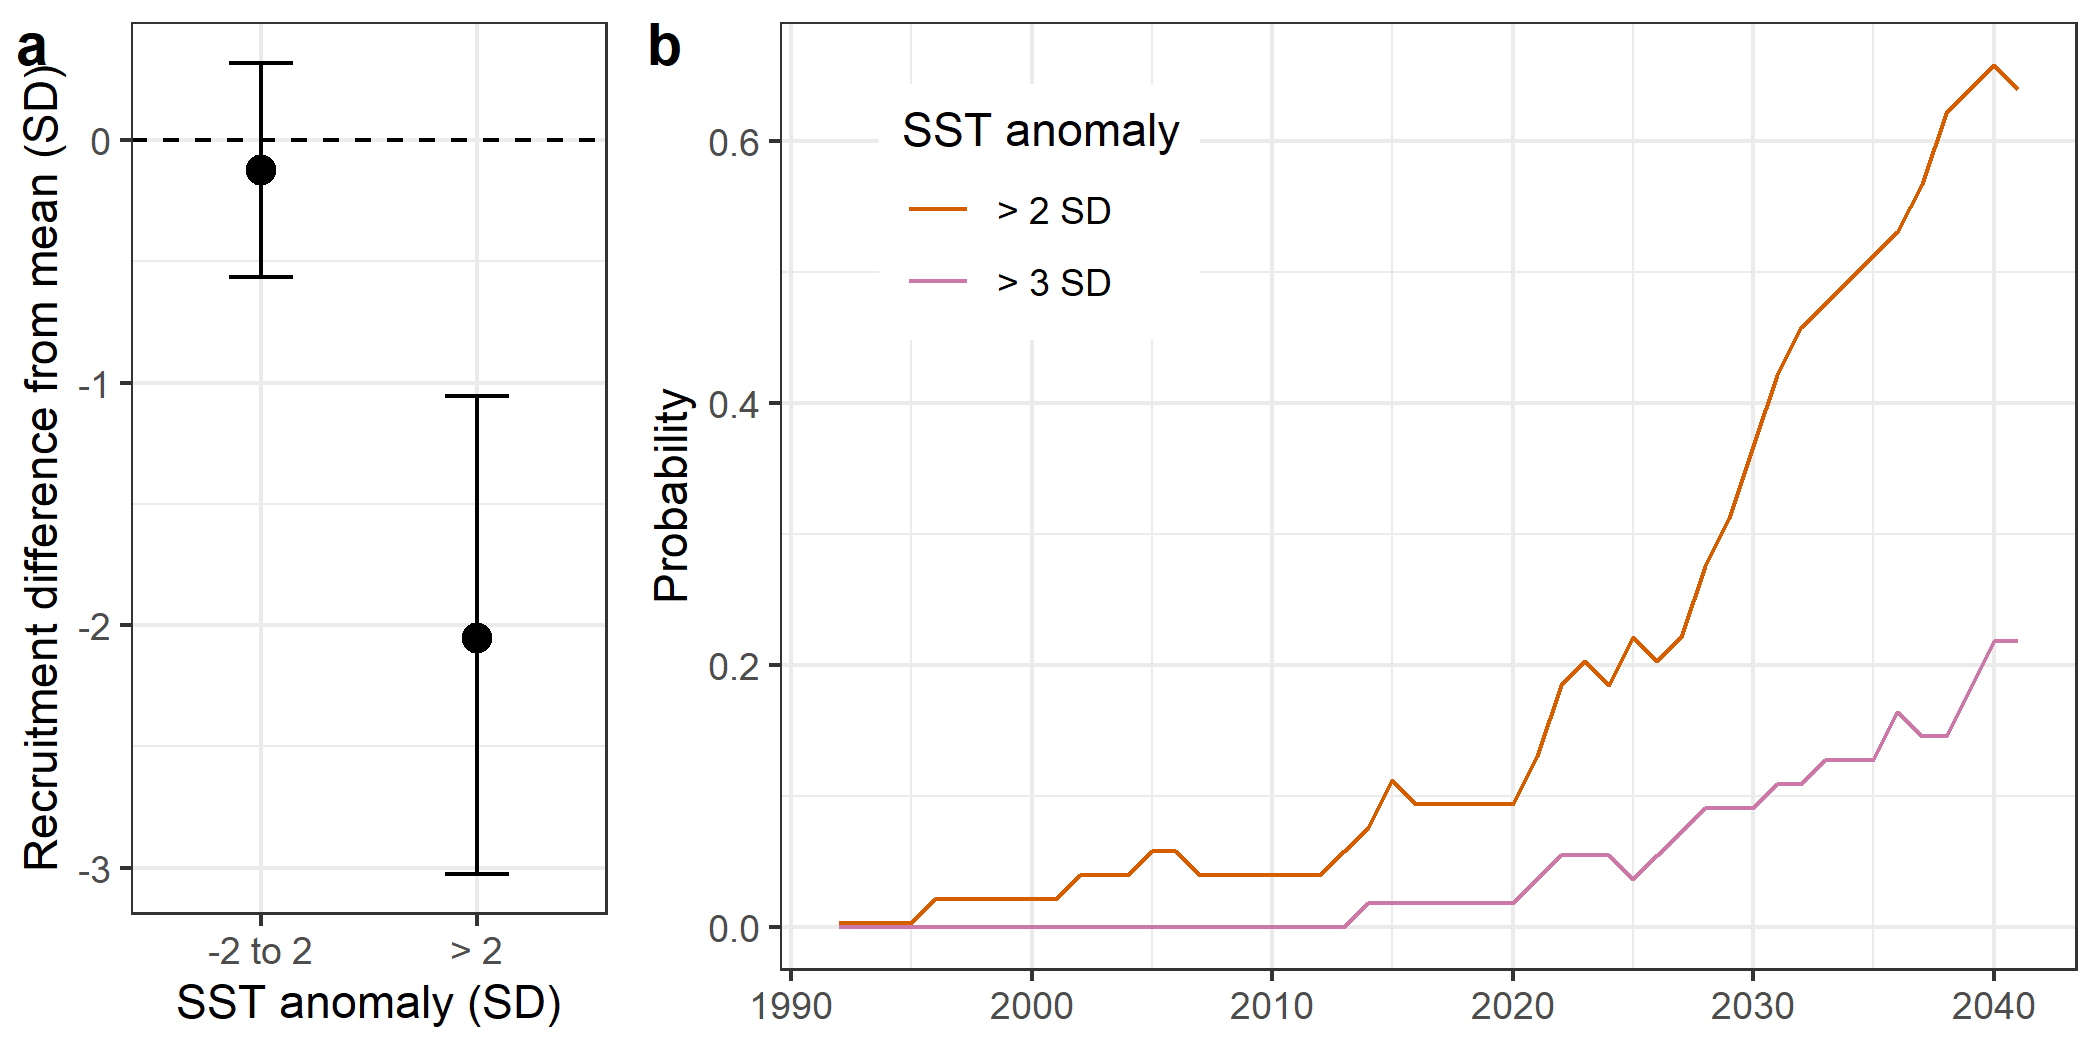 a
Recruitment difference from mean (SD)
0
-1
-2
-3
-2 to 2
> 2
SST anomaly (SD)
b
Probability
0.6
0.4
0.2
0.0
SST anomaly
> 2 SD
> 3 SD
1990
2000
2010
2020
2030
2040